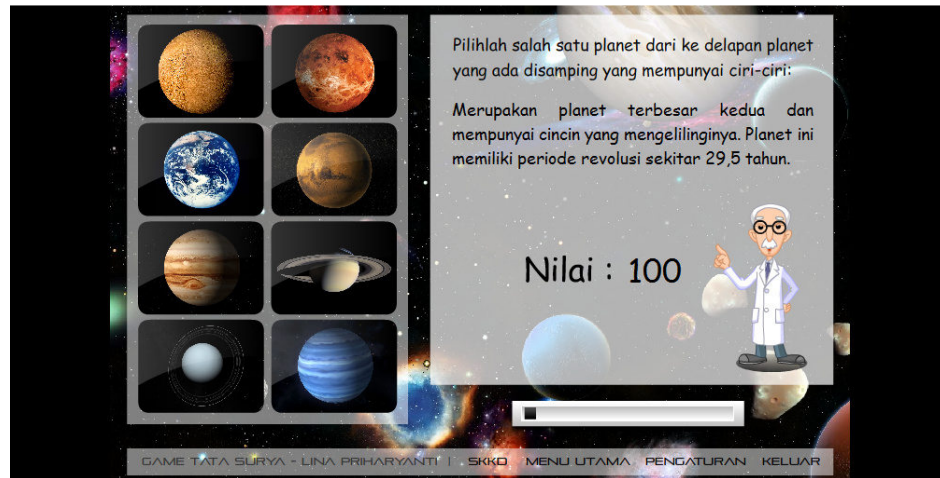 Pilihlah salah satu planet dari ke delapan planet
yang ada disamping yang mempunyai ciri-ciri:
Merupakan planet terbesar kedua dan
mempunyai cincin yang mengelilinginya. Planet ini
memiliki periode revolusi sekitar 29,5 tahun.
Nilai : 100
GAME TATA SURYA - LINA PRIHARYANTI | SKKD MENU UTAMA PENGATURAN KELUAR